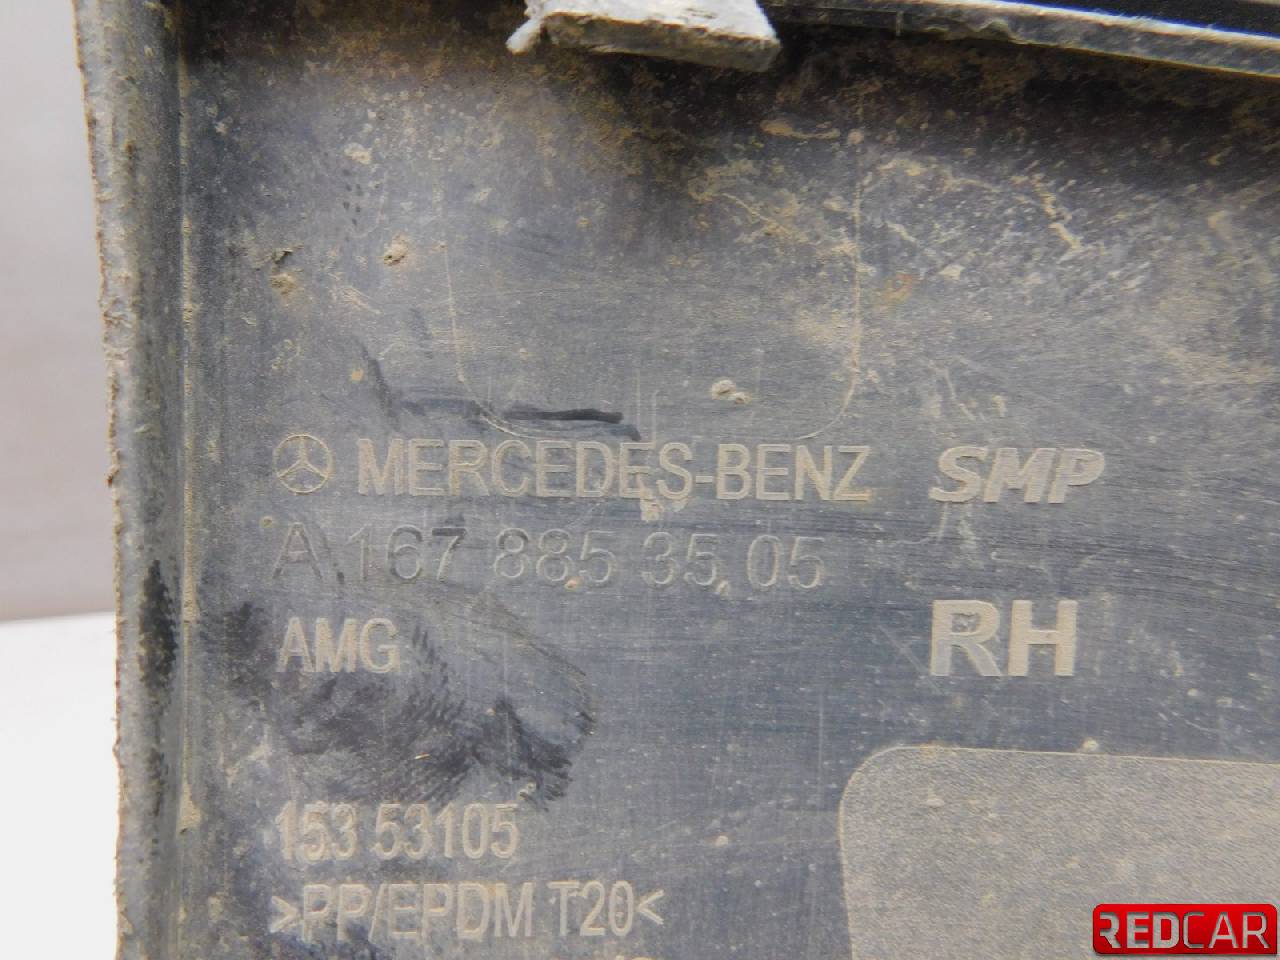 MERCEDES-BENZ SMP
A 167 885 35 05
RH
AMG
153 53105
>PP/EPDM T20<
REDCAR